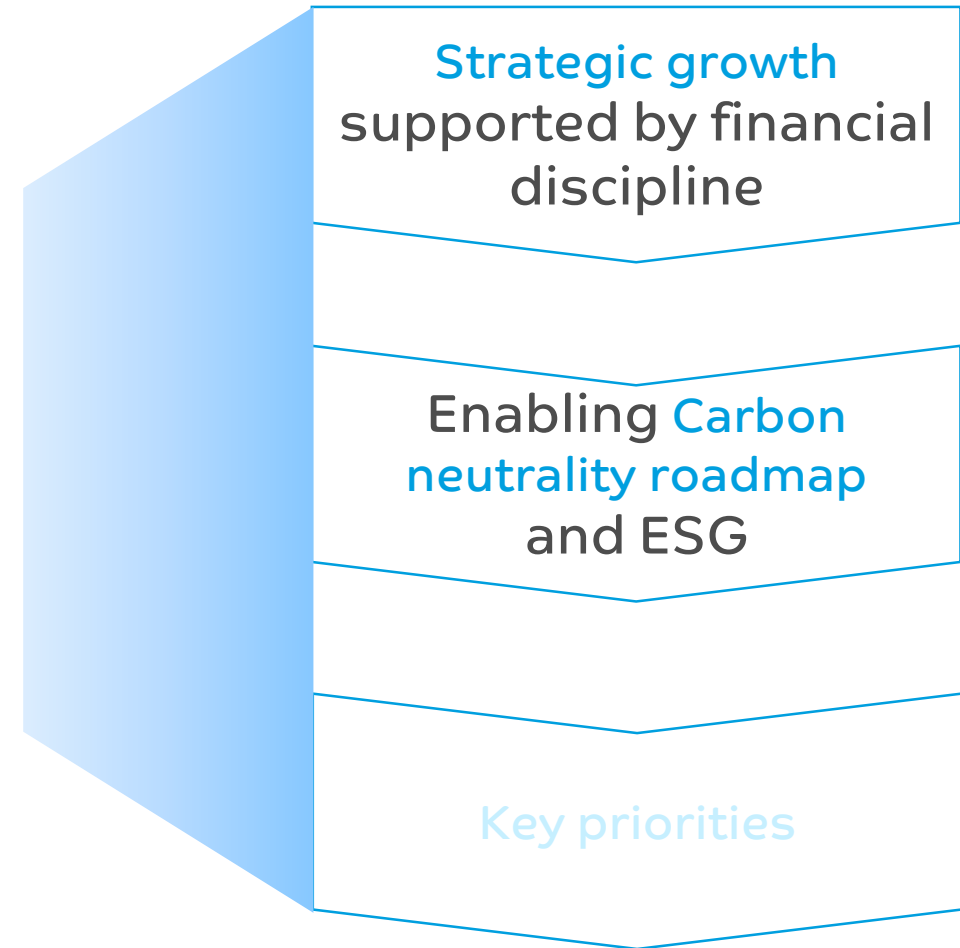 Strategic growth
supported by financial
discipline
Enabling Carbon
neutrality roadmap
and ESG
Key priorities